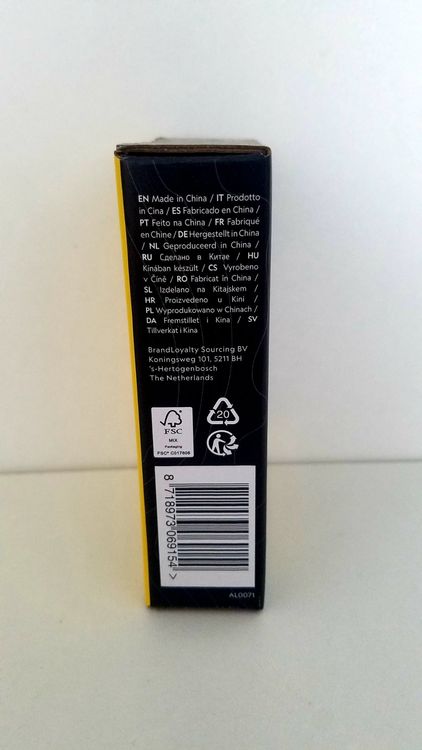 EN Made in China / IT Prodotto
in Cina / ES Fabricado en China /
PT Feito na China / FR Fabriqué
en Chine / DE Hergestellt in China
/ NL Geproduceerd in China /
RU Сделано в Китае / HU
Kínában készült / CS Vyrobeno
v Číně / RO Fabricat în China /
SL Izdelano na Kitajskem /
HR Proizvedeno u Kini /
PL Wyprodukowano w Chinach /
DA Fremstillet i Kina / SV
Tillverkat i Kina
BrandLoyalty Sourcing BV
Koningsweg 101, 5211 BH
's-Hertogenbosch
The Netherlands
FSC
MIX
Packaging
FSC® C017606
20
8 718973 069154 >
AL0071